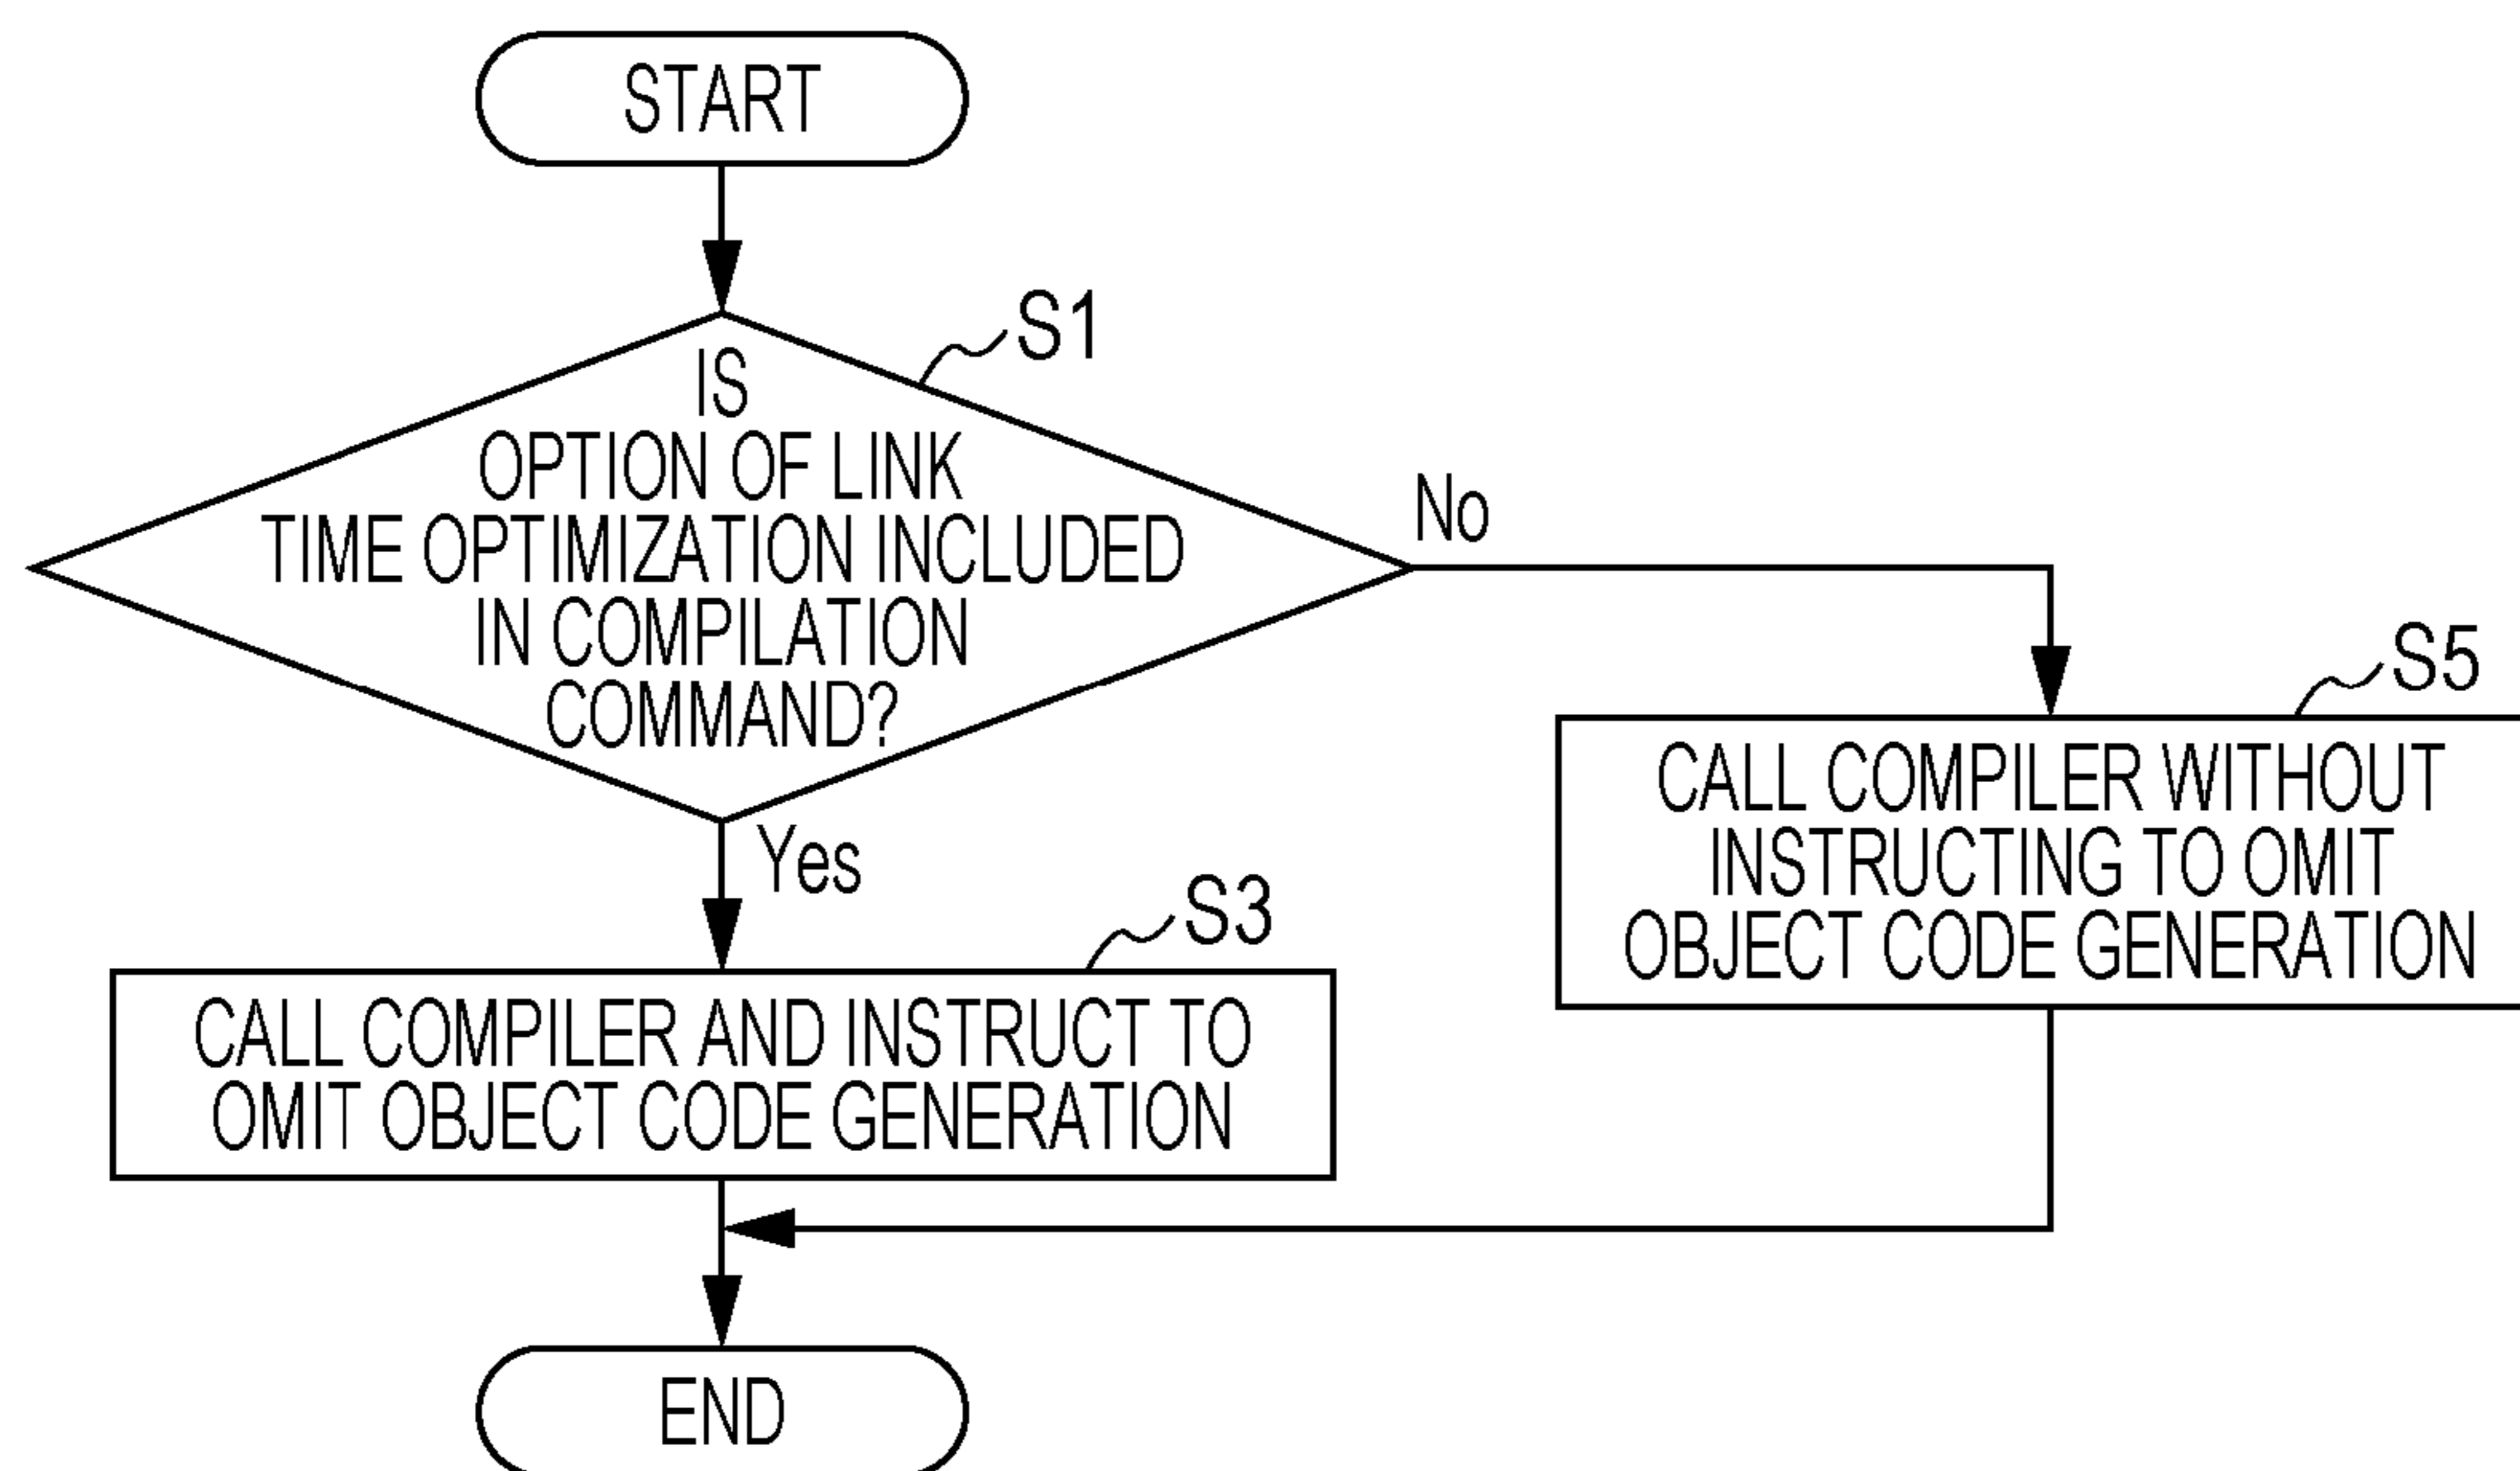 START
S1
IS
OPTION OF LINK
TIME OPTIMIZATION INCLUDED
IN COMPILATION
COMMAND?
No
Yes
S5
CALL COMPILER WITHOUT
INSTRUCTING TO OMIT
OBJECT CODE GENERATION
S3
CALL COMPILER AND INSTRUCT TO
OMIT OBJECT CODE GENERATION
END